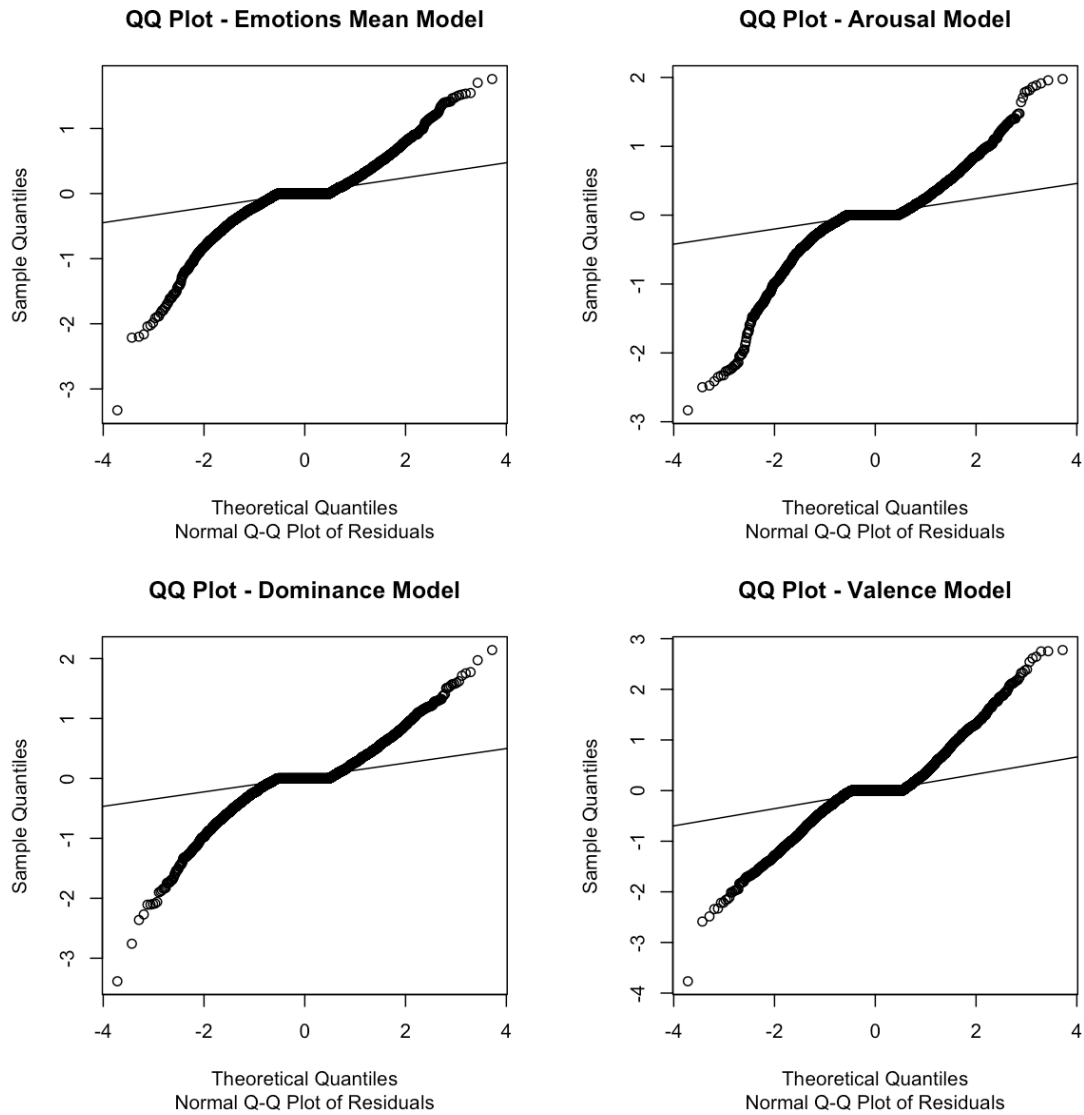 QQ Plot - Emotions Mean Model
Sample Quantiles
1
0
-1
-2
-3
-4
-2
0
2
4
Theoretical Quantiles
Normal Q-Q Plot of Residuals
QQ Plot - Arousal Model
Sample Quantiles
2
1
0
-1
-2
-3
-4
-2
0
2
4
Theoretical Quantiles
Normal Q-Q Plot of Residuals
QQ Plot - Dominance Model
Sample Quantiles
2
1
0
-1
-2
-3
-4
-2
0
2
4
Theoretical Quantiles
Normal Q-Q Plot of Residuals
QQ Plot - Valence Model
Sample Quantiles
3
2
1
0
-1
-2
-3
-4
-4
-2
0
2
4
Theoretical Quantiles
Normal Q-Q Plot of Residuals